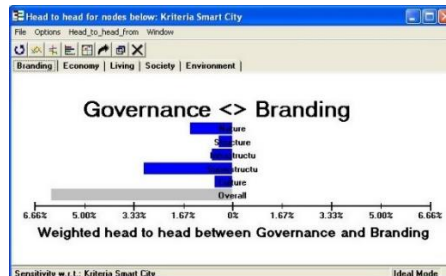 Head to head for nodes below: Kriteria Smart City
File Options Head_to_head_from Window
Branding Economy Living Society Environment
Governance <> Branding
Overall
6.66% 5.00% 3.33% 1.67% 0% 1.67% 3.33% 5.00% 6.66%
Weighted head to head between Governance and Branding
Sensitivity w.r.t.: Kriteria Smart City Ideal Mode